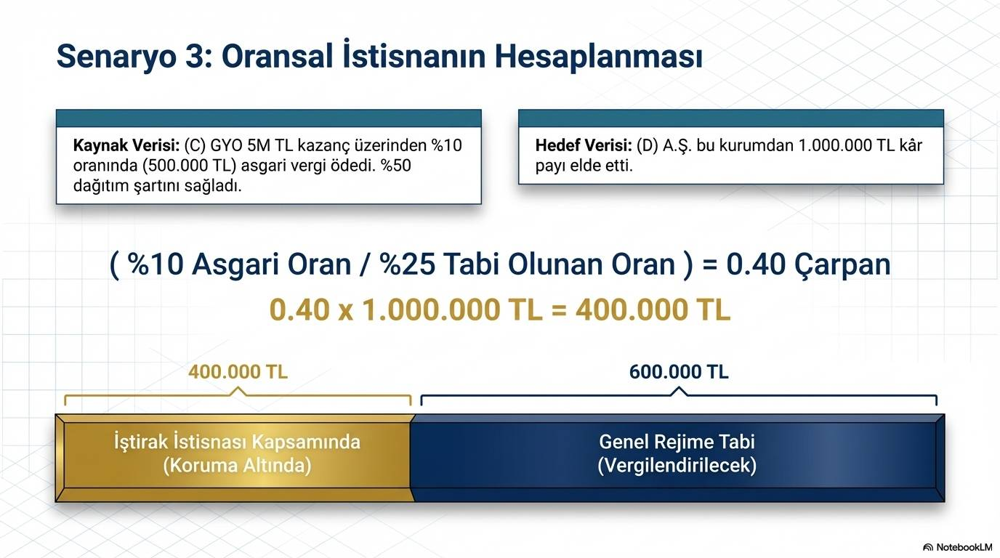 Senaryo 3: Oransal İstisnanın Hesaplanması
Kaynak Verisi: (C) GYO 5M TL kazanç üzerinden %10
oranında (500.000 TL) asgari vergi ödedi. %50
dağıtım şartını sağladı.
Hedef Verisi: (D) A.Ş. bu kurumdan 1.000.000 TL kâr
payı elde etti.
( %10 Asgari Oran / %25 Tabi Olunan Oran ) = 0.40 Çarpan
0.40 x 1.000.000 TL = 400.000 TL
400.000 TL
600.000 TL
İştirak İstisnası Kapsamında
(Koruma Altında)
Genel Rejime Tabi
(Vergilendirilecek)
NotebookLM